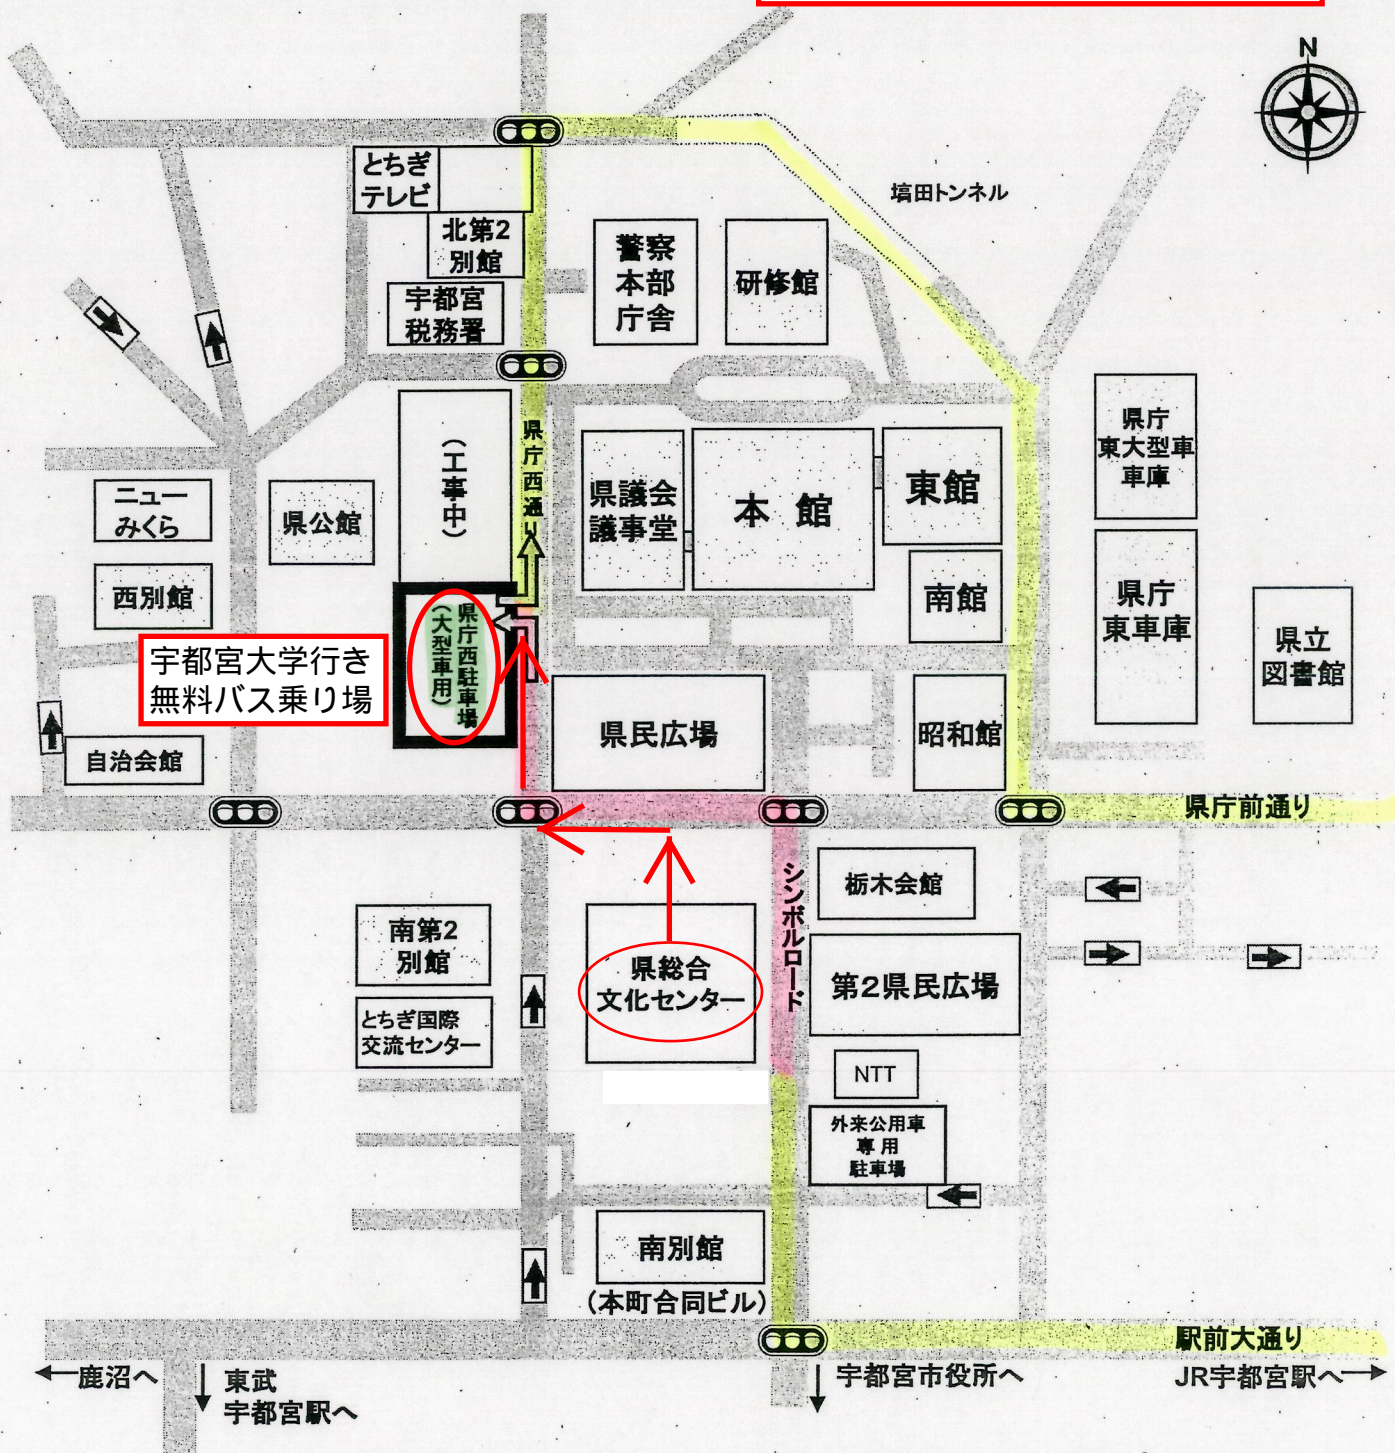 N
とちぎ
テレビ
塙田トンネル
北第2
別館
警察
本部
庁舎
研修館
宇都宮
税務署
県庁
東大型車
車庫
県庁西通り
(工事中)
県議会
議事堂
本 館
東館
ニュー
みくら
県公館
西別館
南館
県庁
東車庫
県立
図書館
宇都宮大学行き
無料バス乗り場
県庁西駐車場
(大型車用)
県民広場
昭和館
自治会館
県庁前通り
シンボルロード
栃木会館
南第2
別館
県総合
文化センター
第2県民広場
とちぎ国際
交流センター
NTT
外来公用車
専用
駐車場
南別館
(本町合同ビル)
駅前大通り
鹿沼へ
東武
宇都宮駅へ
宇都宮市役所へ
JR宇都宮駅へ